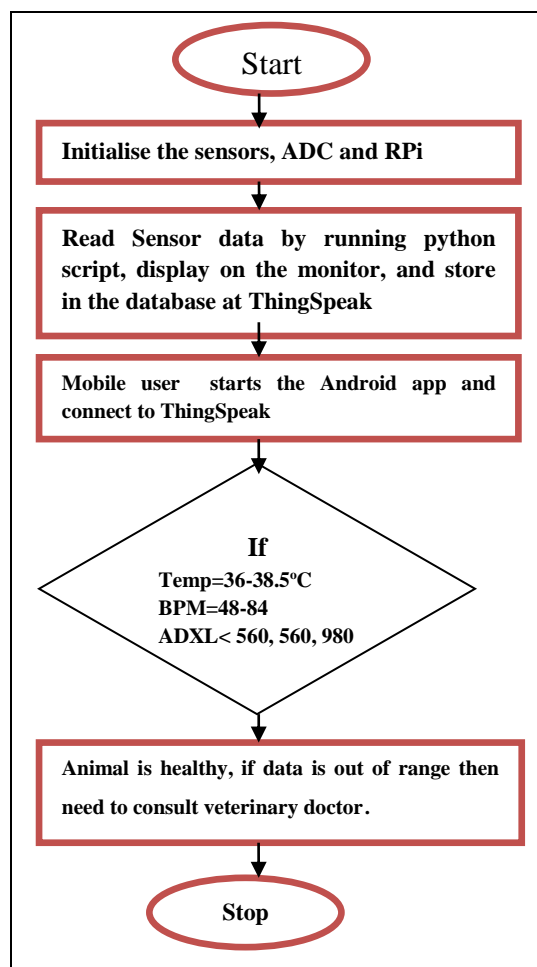 Start
Initialise the sensors, ADC and RPi
Read Sensor data by running python
script, display on the monitor, and store
in the database at ThingSpeak
Mobile user starts the Android app and
connect to ThingSpeak
If
Temp=36-38.5ºC
BPM=48-84
ADXL< 560, 560, 980
Animal is healthy, if data is out of range then
need to consult veterinary doctor.
Stop